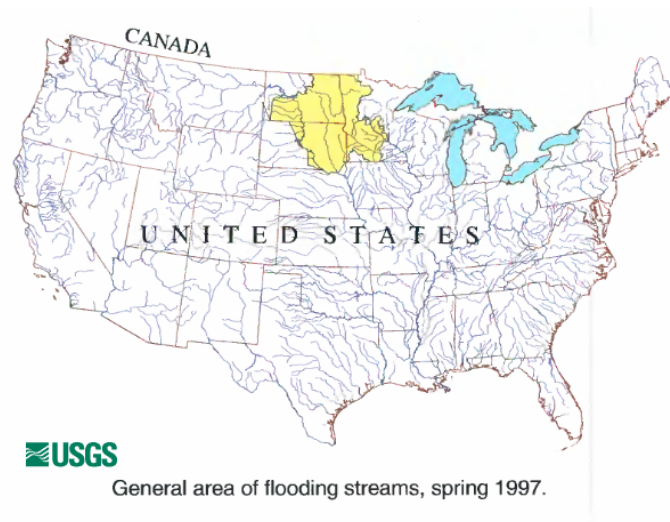 CANADA
UNITED STATES
USGS
General area of flooding streams, spring 1997.